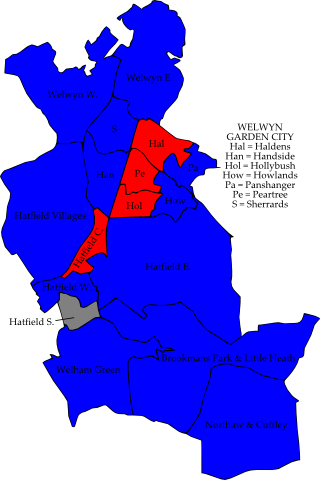 Welwyn E.
Welwyn W.
S
Hal
Han
Pe
Pa
Hol
How
Hatfield Villages
Hatfield C.
Hatfield E.
Hatfield W.
Hatfield S.
Welham Green
Brookmans Park & Little Heath
Northaw & Cuffley
WELWYN
GARDEN CITY
Hal = Haldens
Han = Handside
Hol = Hollybush
How = Howlands
Pa = Panshanger
Pe = Peartree
S = Sherrards